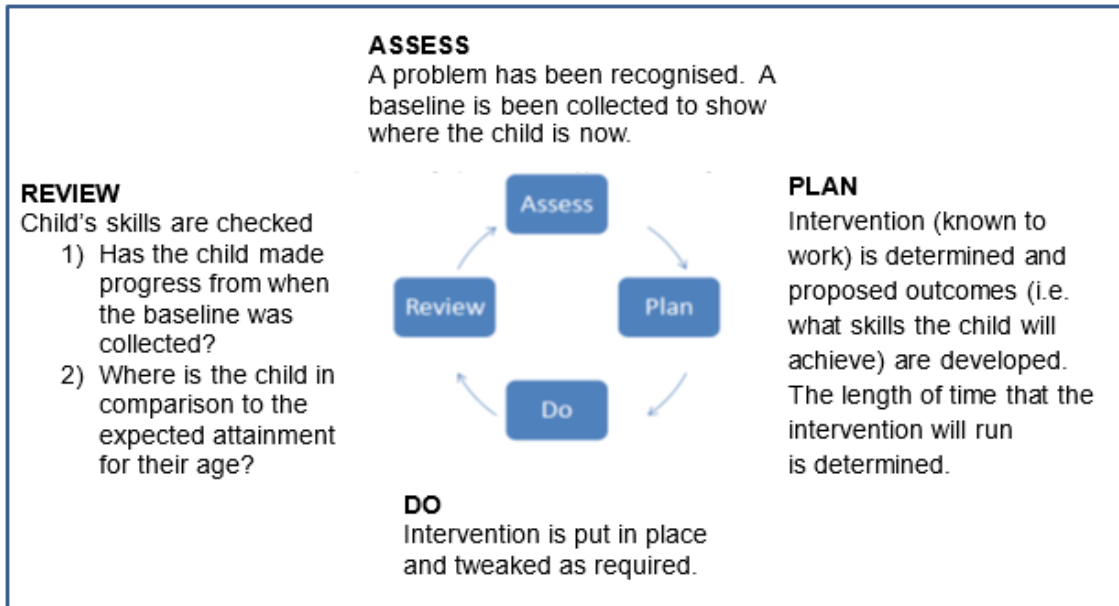 ASSESS
A problem has been recognised.  A
baseline is been collected to show
where the child is now.
REVIEW
Child's skills are checked
1) Has the child made
progress from when
the baseline was
collected?
2) Where is the child in
comparison to the
expected attainment
for their age?
Assess
Review
Plan
Do
PLAN
Intervention (known to
work) is determined and
proposed outcomes (i.e.
what skills the child will
achieve) are developed.
The length of time that the
intervention will run
is determined.
DO
Intervention is put in place
and tweaked as required.